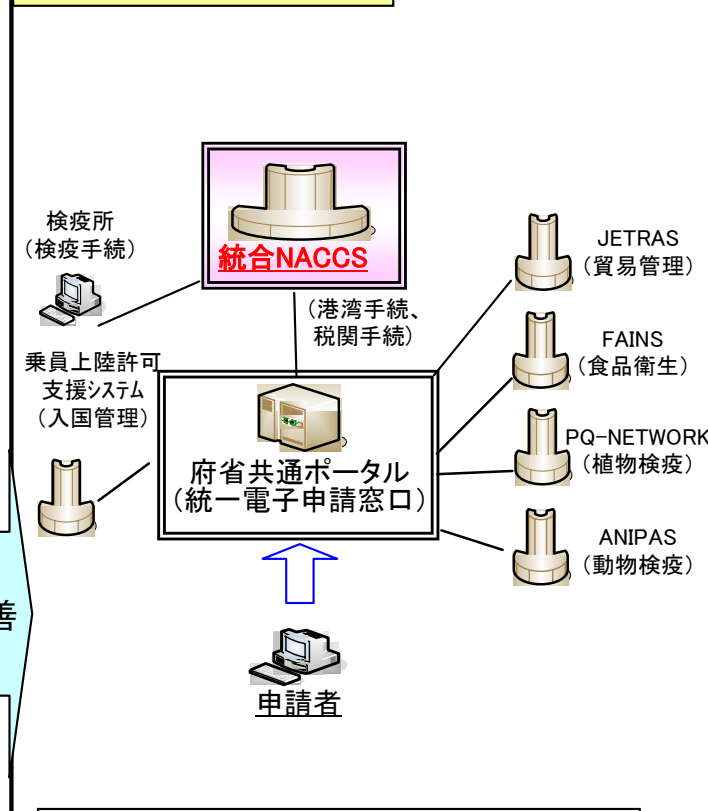 検疫所
（検疫手続）
統合NACCS
（港湾手続、
税関手続）
JETRAS
（貿易管理）
FAINS
（食品衛生）
乗員上陸許可
支援システム
（入国管理）
PQ-NETWORK
（植物検疫）
府省共通ポータル
（統一電子申請窓口）
ANIPAS
（動物検疫）
善
申請者